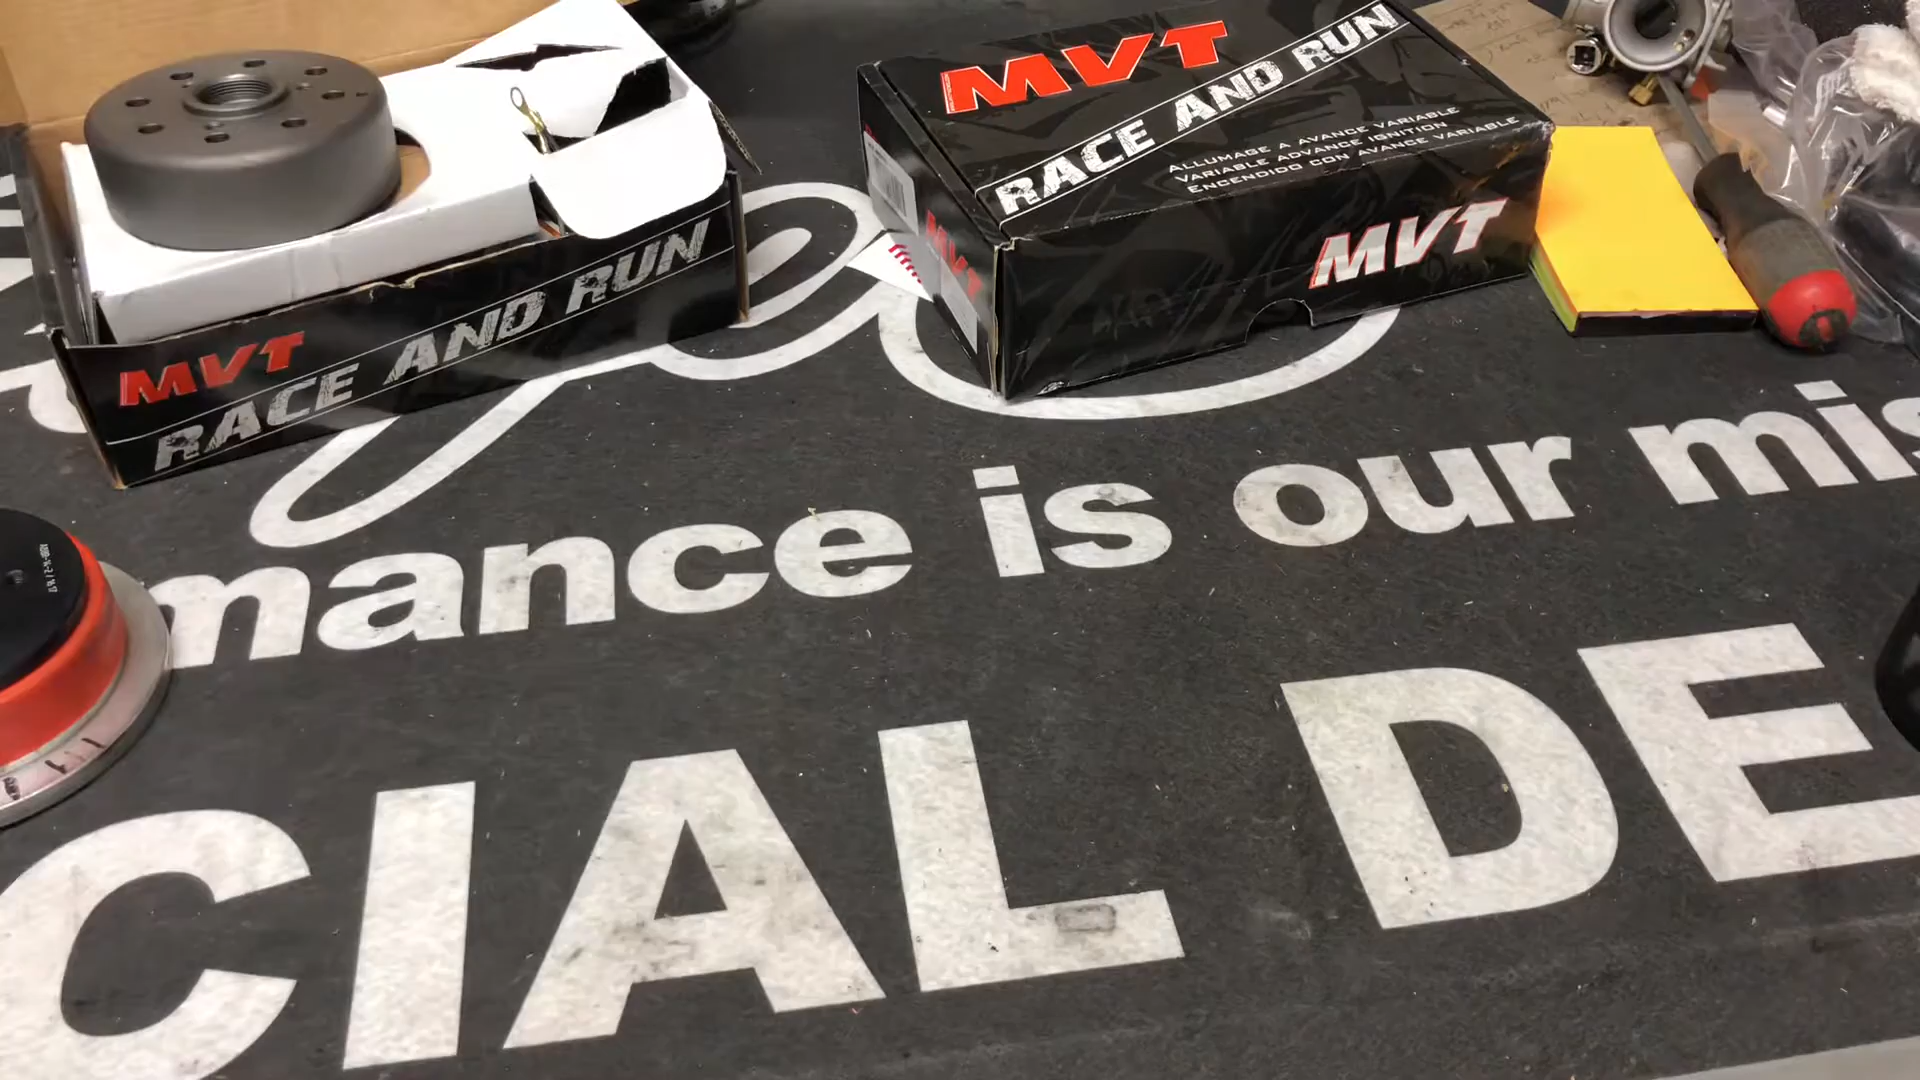 MVT
RACE AND RUN
ALLUMAGE A AVANCE VARIABLE
VARIABLE ADVANCE IGNITION
ENCENDIDO CON AVANCE VARIABLE
MVT
MVT
MVT
RACE AND RUN
mance is our mis
CIAL DE